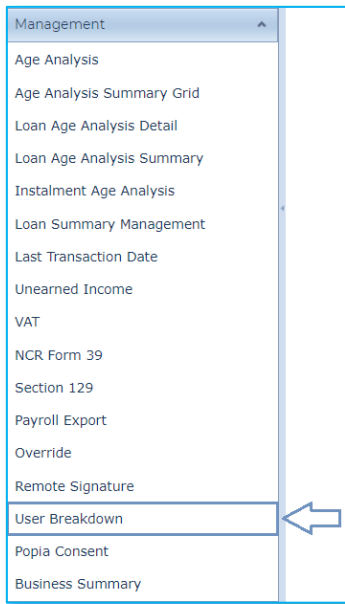 Management
Age Analysis
Age Analysis Summary Grid
Loan Age Analysis Detail
Loan Age Analysis Summary
Instalment Age Analysis
Loan Summary Management
Last Transaction Date
Unearned Income
VAT
NCR Form 39
Section 129
Payroll Export
Override
Remote Signature
User Breakdown
Popia Consent
Business Summary